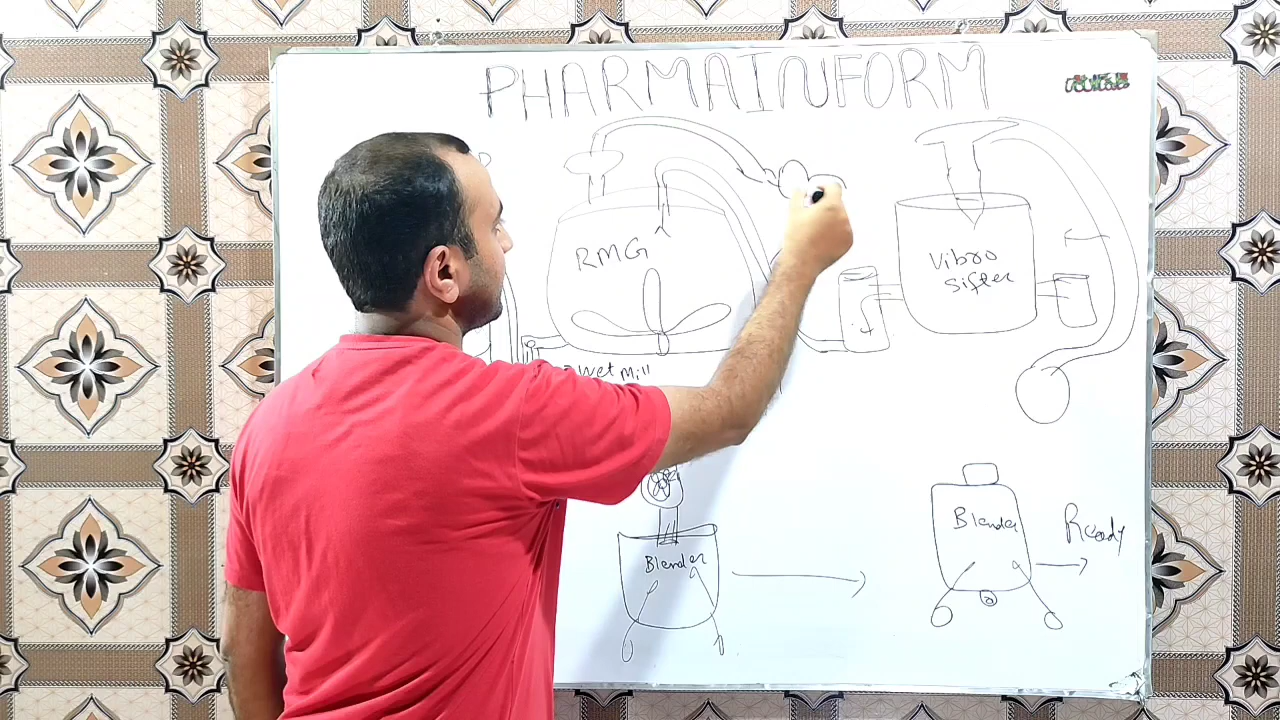 PHARMAINFORM
RMG
Vibro
Sifter
Wet Mill
Blender
Blender
Ready